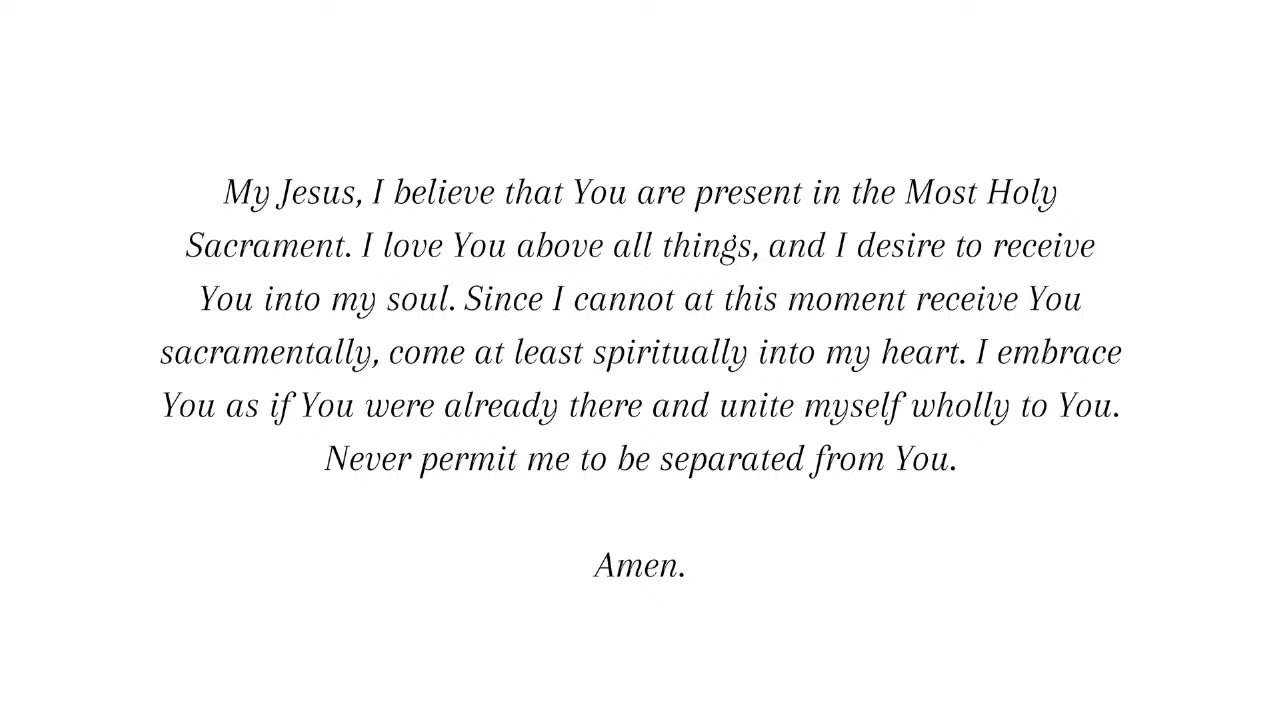 My Jesus, I believe that You are present in the Most Holy
Sacrament. I love You above all things, and I desire to receive
You into my soul. Since I cannot at this moment receive You
sacramentally, come at least spiritually into my heart. I embrace
You as if You were already there and unite myself wholly to You.
Never permit me to be separated from You.
Amen.